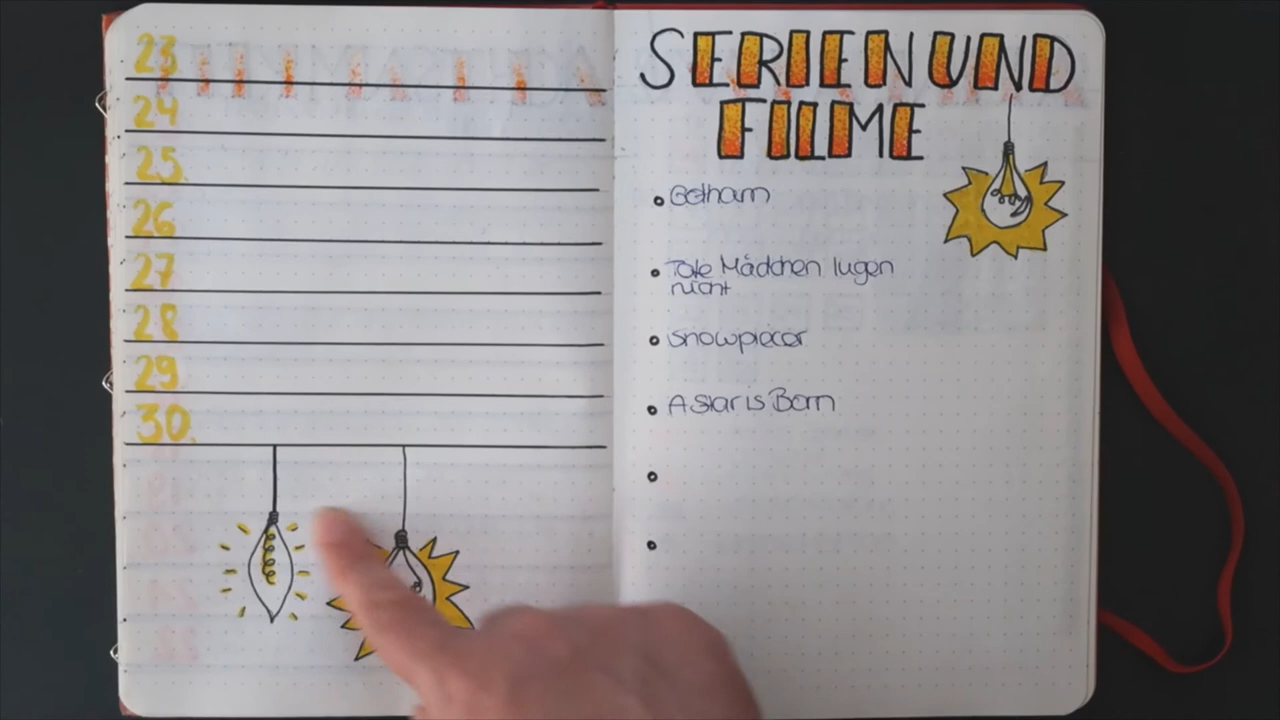 23
24
25.
26
27
28
29
30.
SERIEN UND
FILME
Gotham
Tote Mädchen lügen
nicht
Snowpiecer
A Star is Born